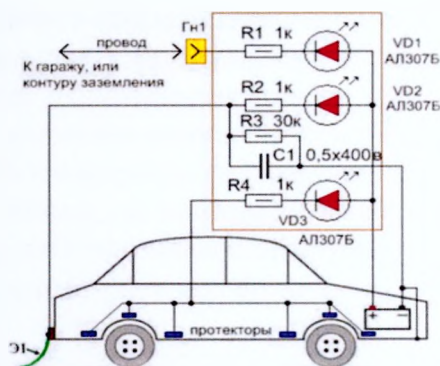 Гн1
провод
R1 1к
К гаражу, или
контуру заземления
VD1
АЛ307Б
R2 1к
VD2
АЛ307Б
R3 30к
C1 0,5х400в
R4 1к
VD3
АЛ307Б
протекторы
+ −
Э1